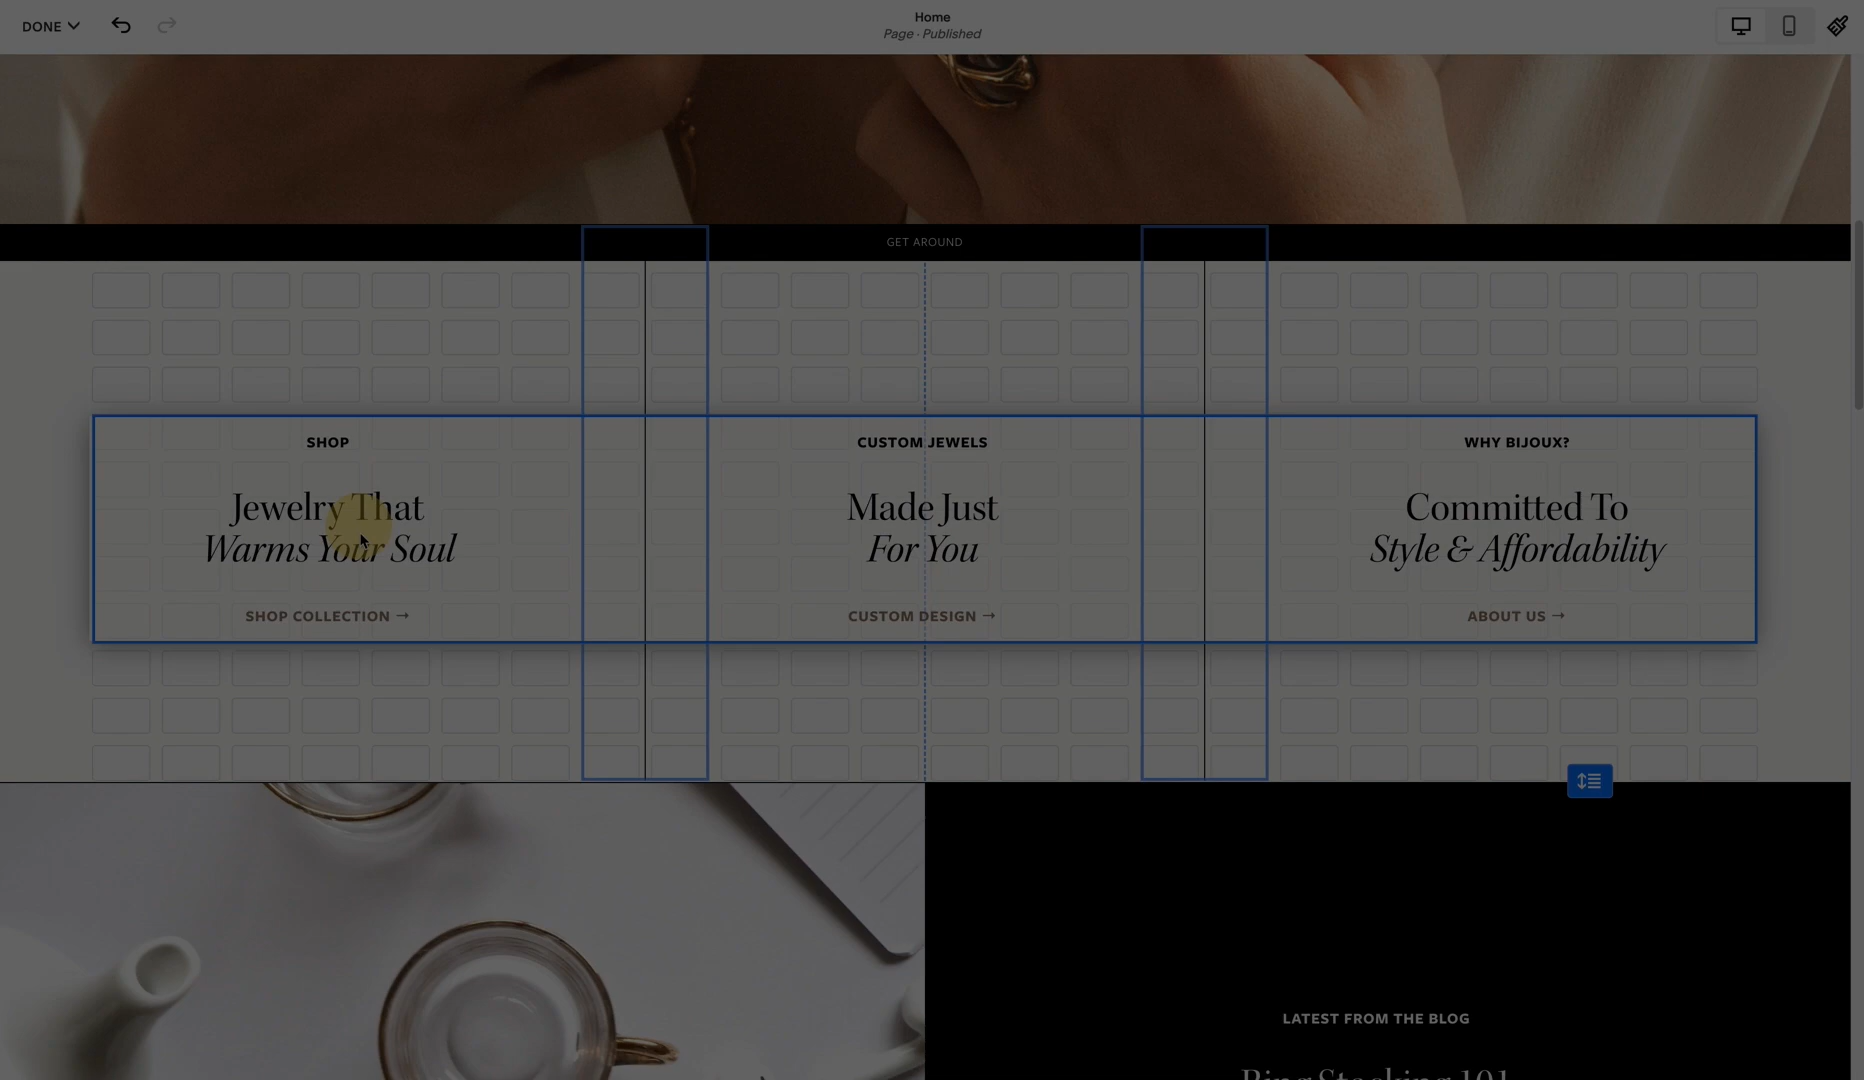 DONE
Home
Page · Published
GET AROUND
SHOP
Jewelry That
Warms Your Soul
SHOP COLLECTION →
CUSTOM JEWELS
Made Just
For You
CUSTOM DESIGN →
WHY BIJOUX?
Committed To
Style & Affordability
ABOUT US →
LATEST FROM THE BLOG
Ring Stacking 101